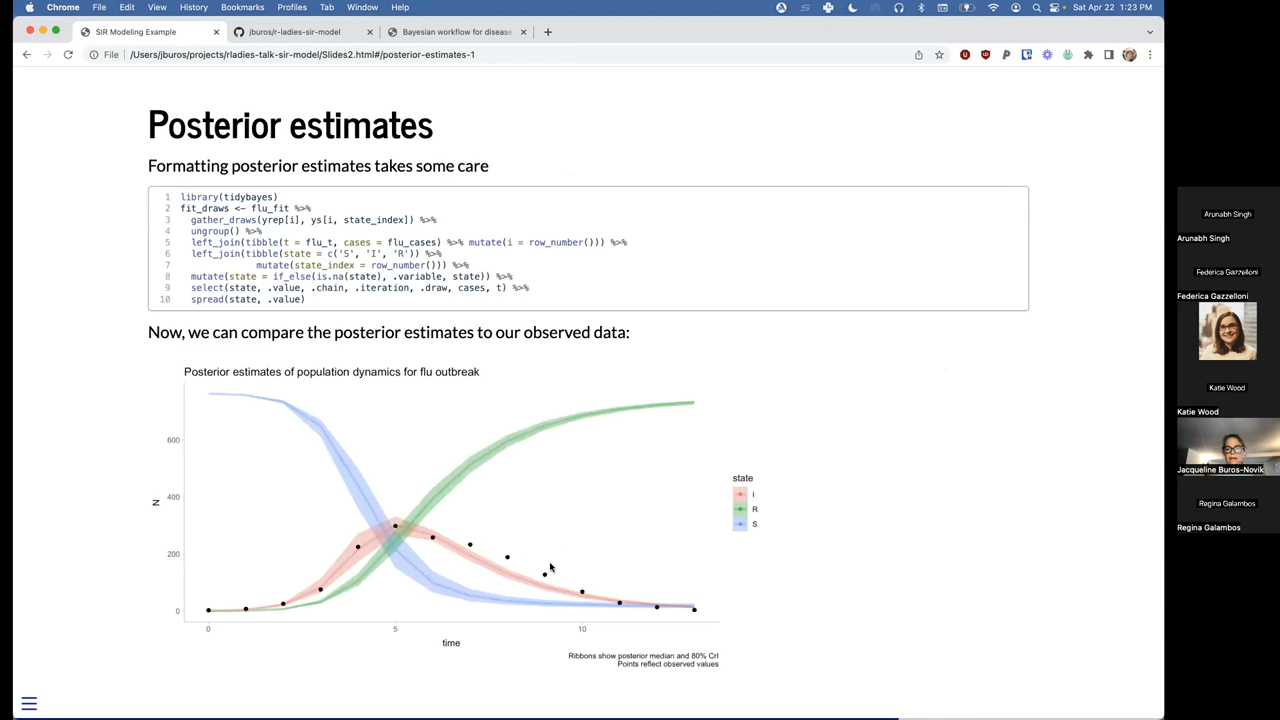 Chrome File Edit View History Bookmarks Profiles Tab Window Help Sat Apr 22 1:23 PM
SIR Modeling Example jburos/r-ladies-sir-model Bayesian workflow for disease
File /Users/jburos/projects/rladies-talk-sir-model/Slides2.html#/posterior-estimates-1
Posterior estimates
Formatting posterior estimates takes some care
1 library(tidybayes)
2 fit_draws <- flu_fit %>%
3 gather_draws(yrep[i], ys[i, state_index]) %>%
4 ungroup() %>%
5 left_join(tibble(t = flu_t, cases = flu_cases) %>% mutate(i = row_number())) %>%
6 left_join(tibble(state = c('S', 'I', 'R')) %>%
7 mutate(state_index = row_number())) %>%
8 mutate(state = if_else(is.na(state), .variable, state)) %>%
9 select(state, .value, .chain, .iteration, .draw, cases, t) %>%
10 spread(state, .value)
Now, we can compare the posterior estimates to our observed data:
Posterior estimates of population dynamics for flu outbreak
600
400
200
0
N
0 5 10
time
state
I
R
S
Ribbons show posterior median and 80% CrI
Points reflect observed values
Arunabh Singh
Arunabh Singh
Federica Gazzelloni
Federica Gazzelloni
Katie Wood
Katie Wood
Jacqueline Buros-Novik
Regina Galambos
Regina Galambos